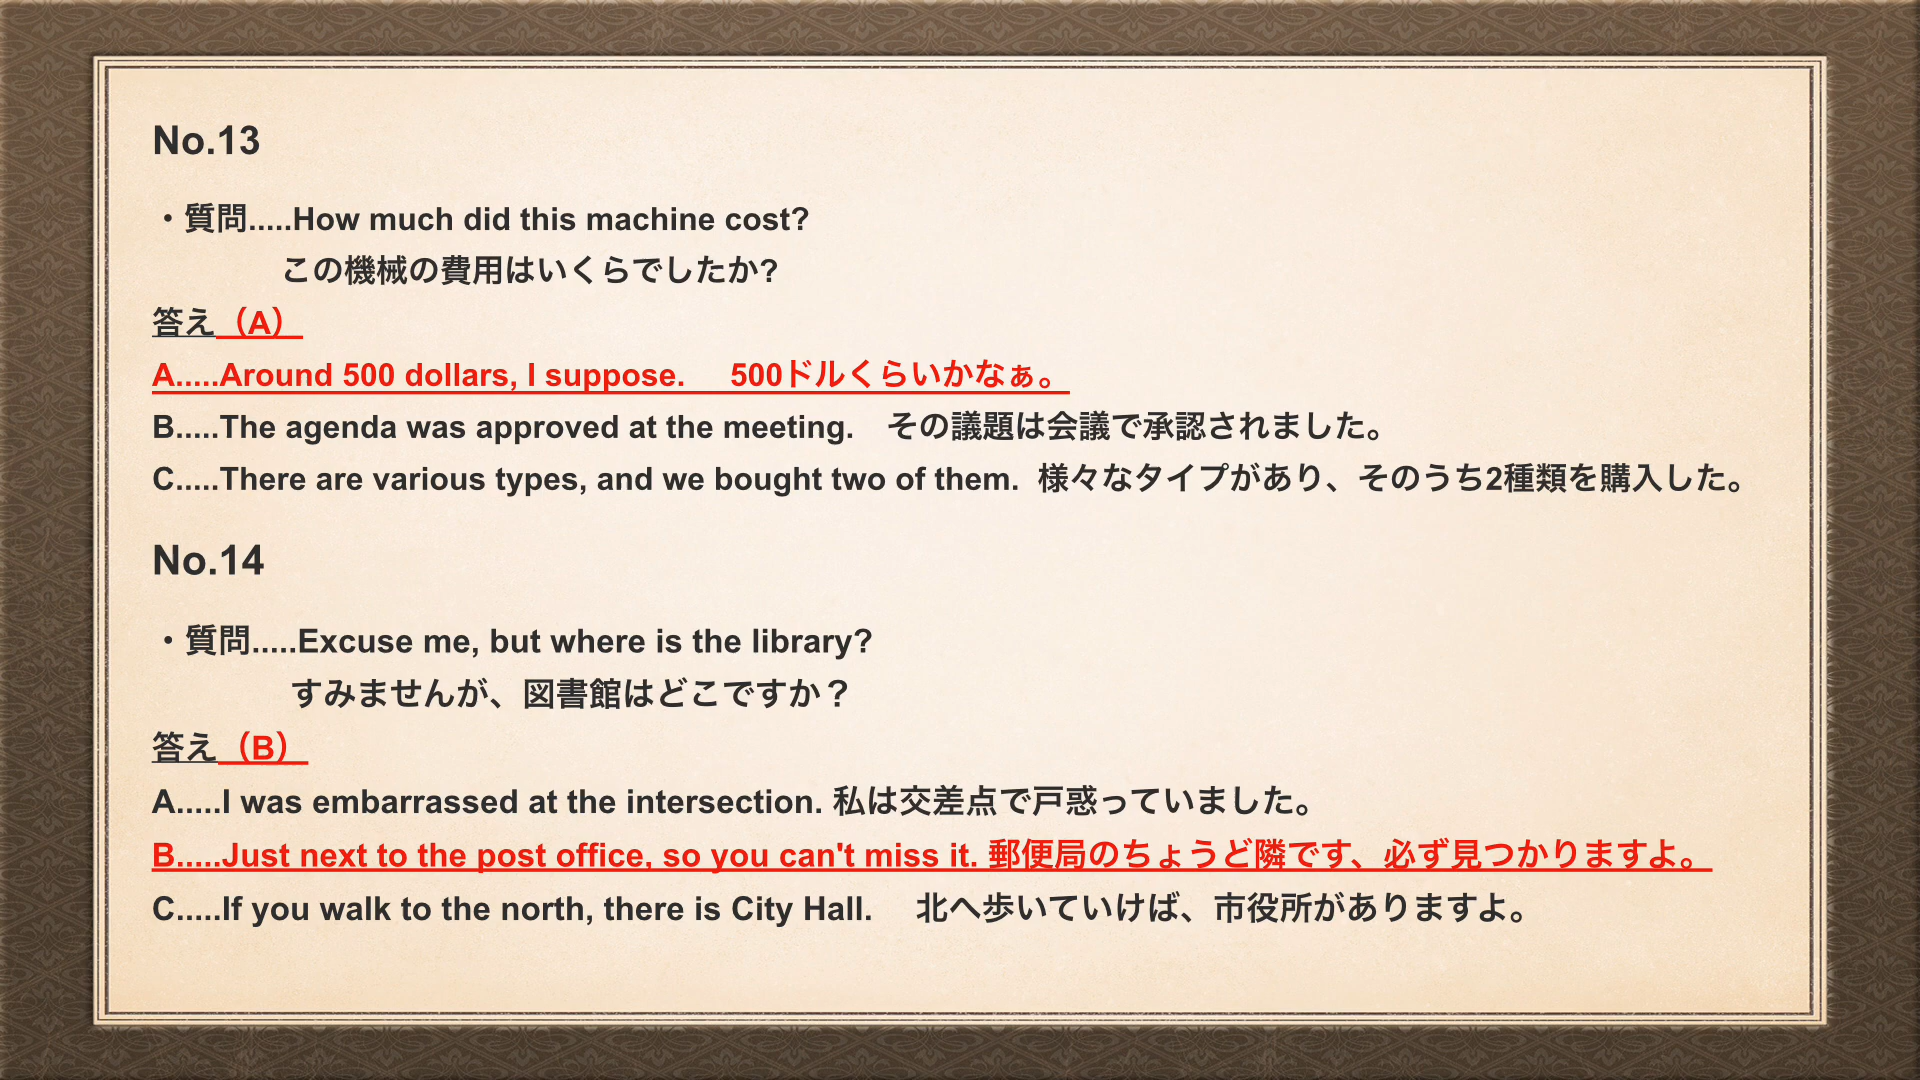 No.13
・質問.....How much did this machine cost?
この機械の費用はいくらでしたか?
答え（A）
A.....Around 500 dollars, I suppose.　500ドルくらいかなぁ。
B.....The agenda was approved at the meeting.　その議題は会議で承認されました。
C.....There are various types, and we bought two of them. 様々なタイプがあり、そのうち2種類を購入した。
No.14
・質問.....Excuse me, but where is the library?
すみませんが、図書館はどこですか？
答え（B）
A.....I was embarrassed at the intersection. 私は交差点で戸惑っていました。
B.....Just next to the post office, so you can't miss it. 郵便局のちょうど隣です、必ず見つかりますよ。
C.....If you walk to the north, there is City Hall.　北へ歩いていけば、市役所がありますよ。